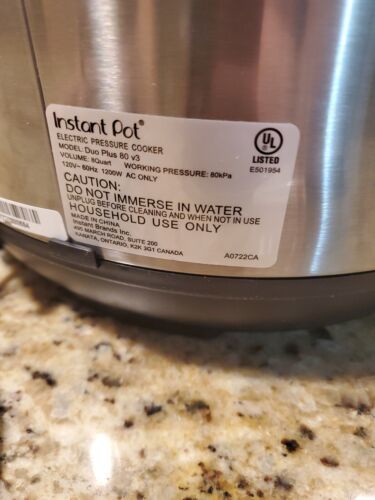 Instant Pot®
ELECTRIC PRESSURE COOKER
MODEL: Duo Plus 80 v3
VOLUME: 8Quart WORKING PRESSURE: 80kPa
120V~ 60Hz 1200W AC ONLY
CAUTION:
DO NOT IMMERSE IN WATER
UNPLUG BEFORE CLEANING AND WHEN NOT IN USE
HOUSEHOLD USE ONLY
MADE IN CHINA
Instant Brands Inc.
495 MARCH ROAD, SUITE 200
KANATA, ONTARIO, K2K 3G1 CANADA
A0722CA
UL
LISTED
E501954